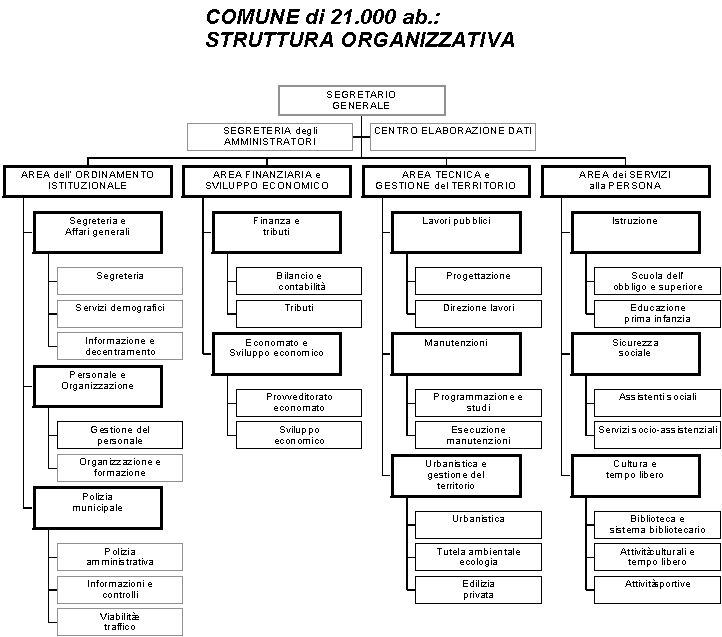 COMUNE di 21.000 ab.:
STRUTTURA ORGANIZZATIVA
SEGRETARIO
GENERALE
SEGRETERIA degli
AMMINISTRATORI
CENTRO ELABORAZIONE DATI
AREA dell' ORDINAMENTO
ISTITUZIONALE
Segreteria e
Affari generali
Segreteria
Servizi demografici
Informazione e
decentramento
Personale e
Organizzazione
Gestione del
personale
Organizzazione e
formazione
Polizia
municipale
Polizia
amministrativa
Informazioni e
controlli
Viabilità e
traffico
AREA FINANZIARIA e
SVILUPPO ECONOMICO
Finanza e
tributi
Bilancio e
contabilità
Tributi
Economato e
Sviluppo economico
Provveditorato
economato
Sviluppo
economico
AREA TECNICA e
GESTIONE del TERRITORIO
Lavori pubblici
Progettazione
Direzione lavori
Manutenzioni
Programmazione e
studi
Esecuzione
manutenzioni
Urbanistica e
gestione del
territorio
Urbanistica
Tutela ambientale
ecologia
Edilizia
privata
AREA dei SERVIZI
alla PERSONA
Istruzione
Scuola dell'
obbligo e superiore
Educazione
prima infanzia
Sicurezza
sociale
Assistenti sociali
Servizi socio-assistenziali
Cultura e
tempo libero
Biblioteca e
sistema bibliotecario
Attività culturali e
tempo libero
Attività sportive